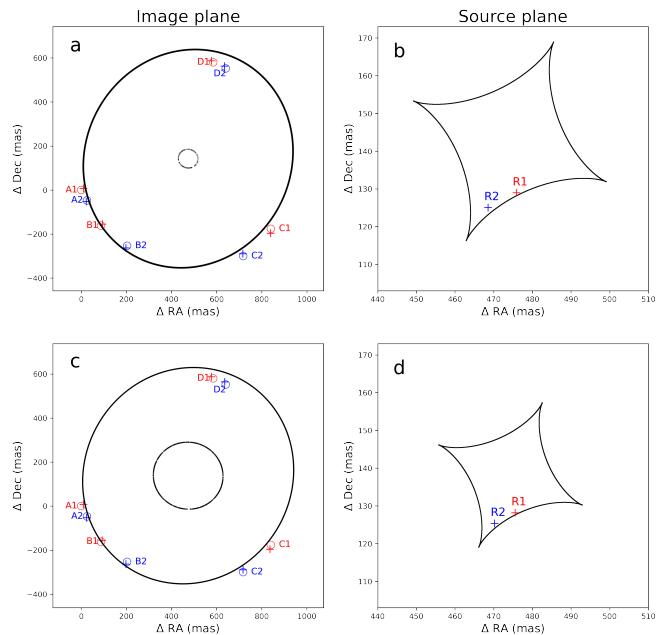 Image plane
Source plane
a
b
600
400
200
0
−200
−400
Δ Dec (mas)
D1
D2
A1
A2
B1
B2
C1
C2
0 200 400 600 800 1000
Δ RA (mas)
170
160
150
140
130
120
110
Δ Dec (mas)
R1
R2
440 450 460 470 480 490 500 510
Δ RA (mas)
c
d
600
400
200
0
−200
−400
Δ Dec (mas)
D1
D2
A1
A2
B1
B2
C1
C2
0 200 400 600 800 1000
Δ RA (mas)
170
160
150
140
130
120
110
Δ Dec (mas)
R1
R2
440 450 460 470 480 490 500 510
Δ RA (mas)